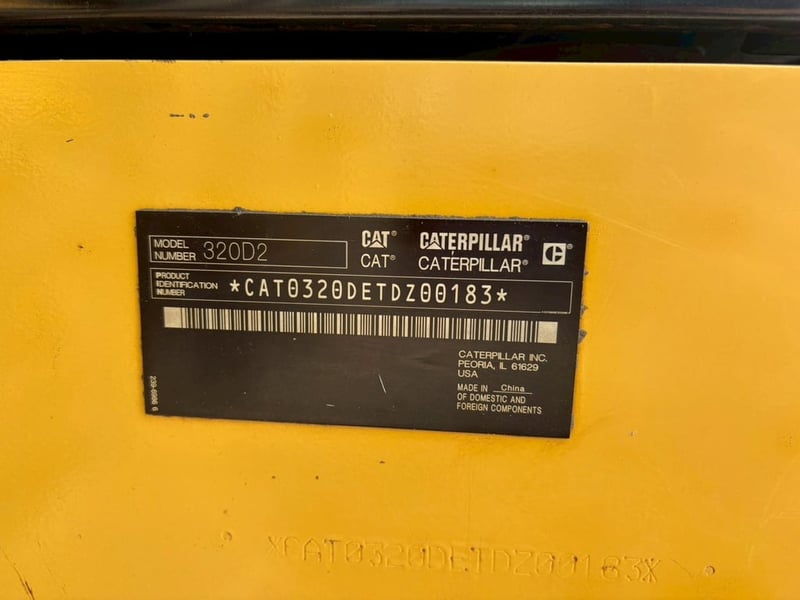 MODEL
NUMBER 320D2
CAT® CATERPILLAR®
CAT® CATERPILLAR®
C®
PRODUCT
IDENTIFICATION
NUMBER
*CAT0320DETDZ00183*
CATERPILLAR INC.
PEORIA, IL 61629
USA
MADE IN China
OF DOMESTIC AND
FOREIGN COMPONENTS
XCAT0320DETDZ00183X